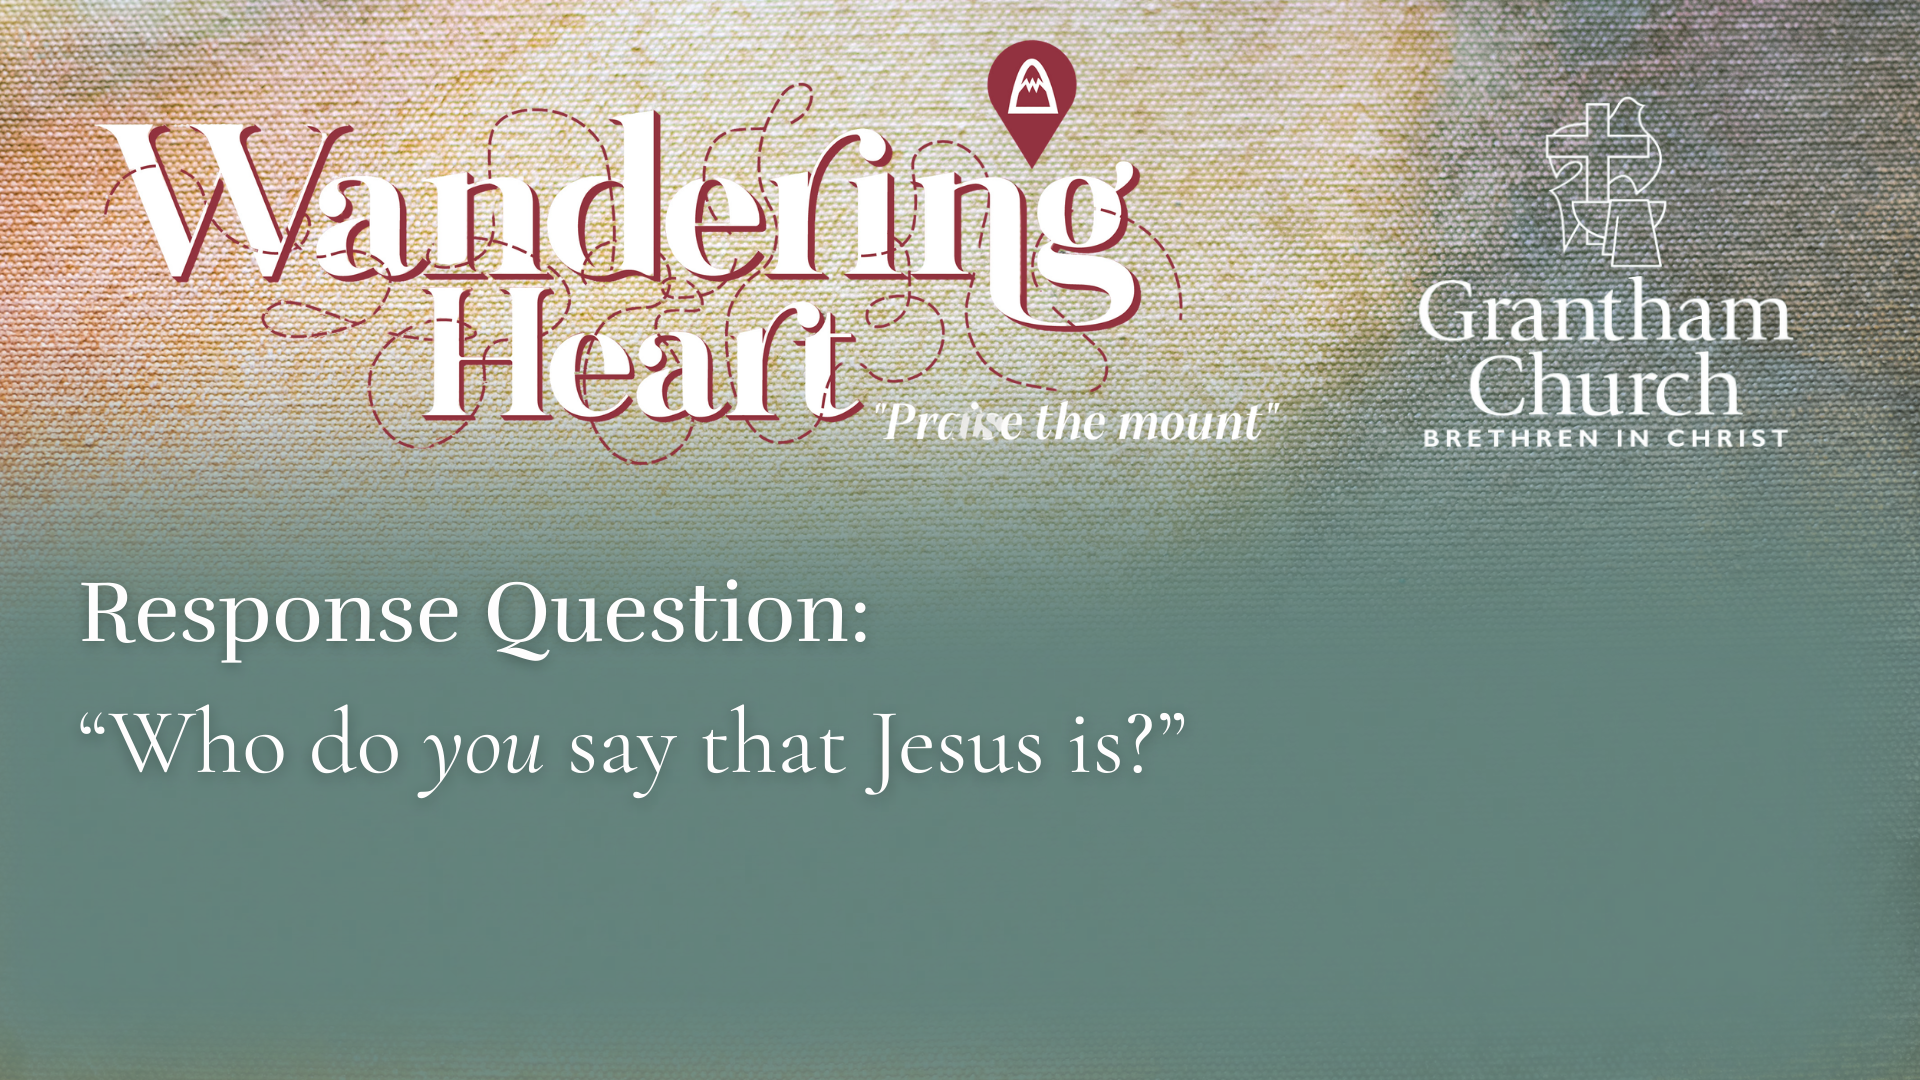 Wandering
Heart
"Praise the mount"
Grantham
Church
BRETHREN IN CHRIST
Response Question:
“Who do you say that Jesus is?”